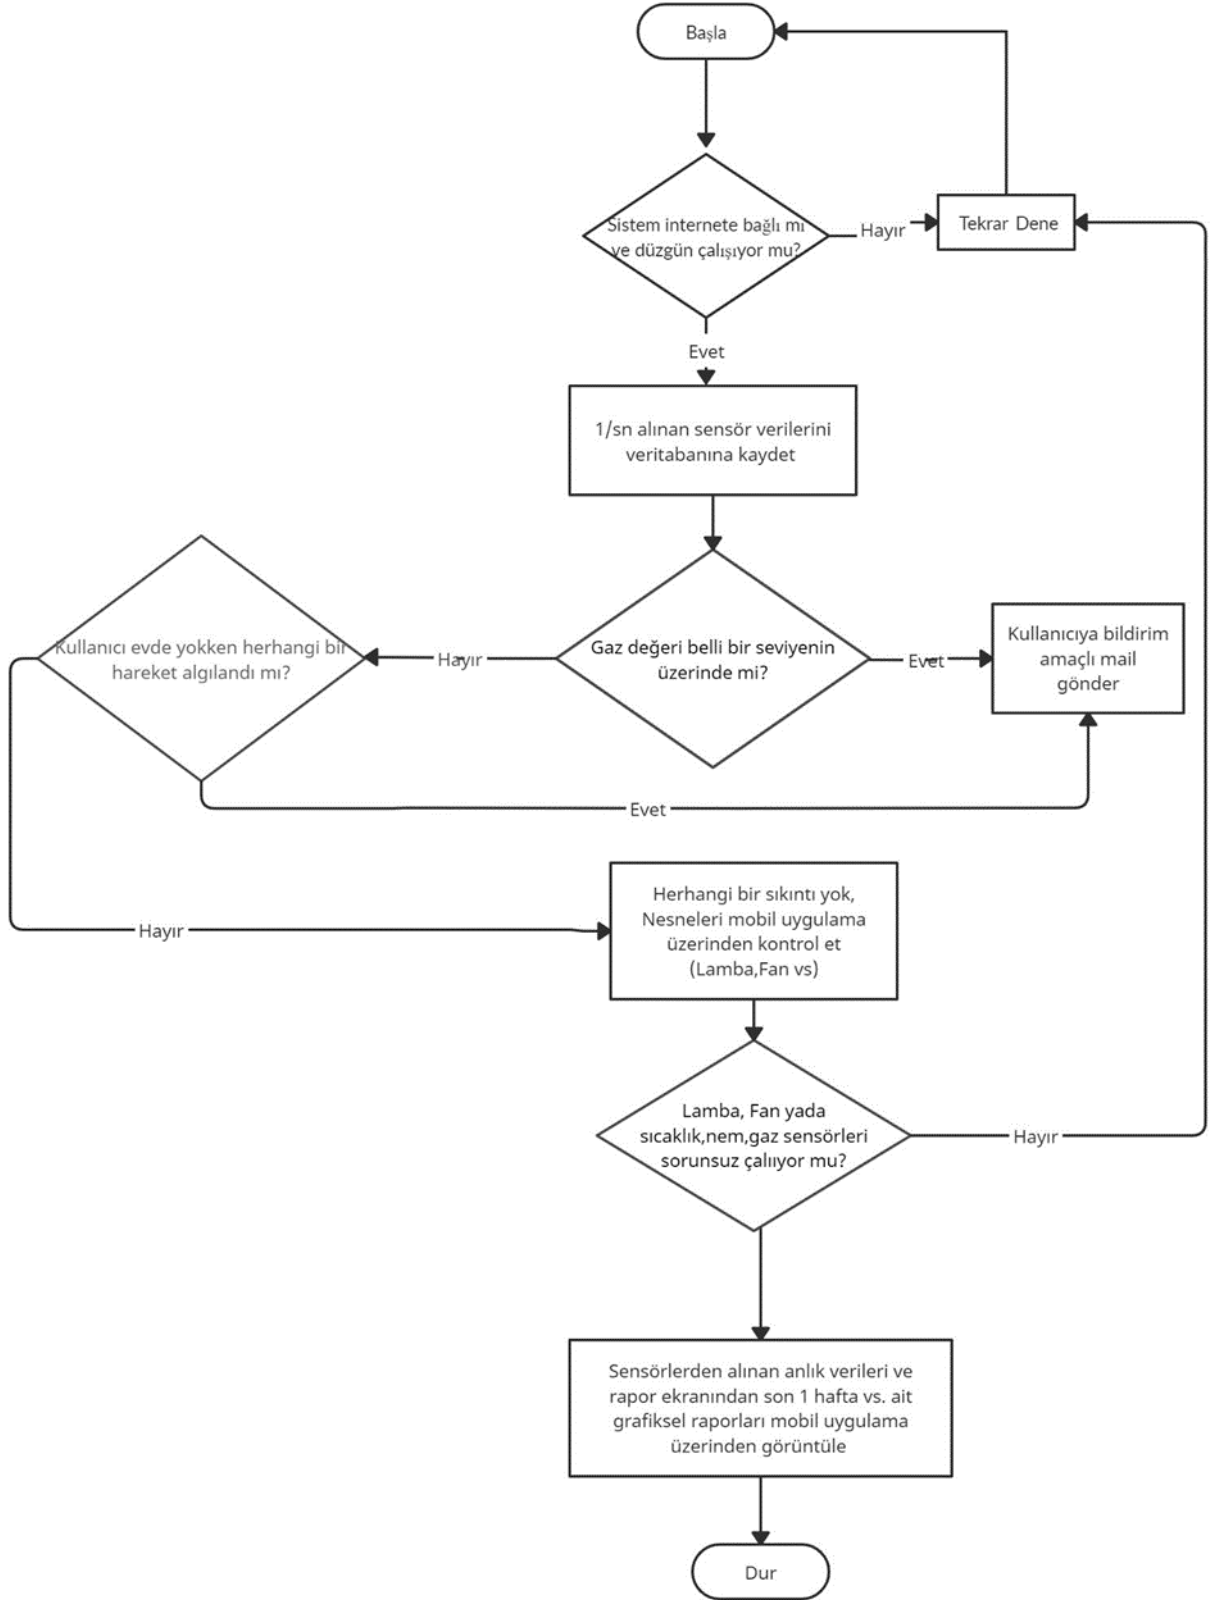 Başla
Sistem internete bağlı mı
ve düzgün çalışıyor mu?
Hayır
Tekrar Dene
Evet
1/sn alınan sensör verilerini
veritabanına kaydet
Kullanıcı evde yokken herhangi bir
hareket algılandı mı?
Hayır
Gaz değeri belli bir seviyenin
üzerinde mi?
Evet
Kullanıcıya bildirim
amaçlı mail
gönder
Evet
Hayır
Herhangi bir sıkıntı yok,
Nesneleri mobil uygulama
üzerinden kontrol et
(Lamba,Fan vs)
Lamba, Fan yada
sıcaklık,nem,gaz sensörleri
sorunsuz çalııyor mu?
Hayır
Sensörlerden alınan anlık verileri ve
rapor ekranından son 1 hafta vs. ait
grafiksel raporları mobil uygulama
üzerinden görüntüle
Dur